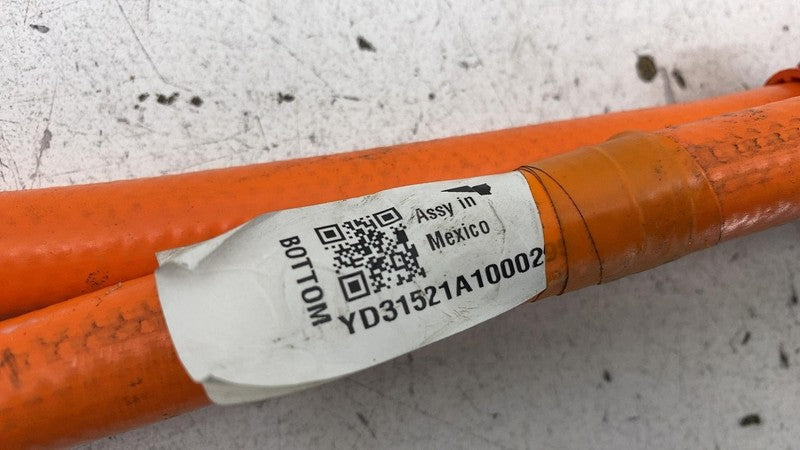 BOTTOM
Assy in
Mexico
YD31521A10002